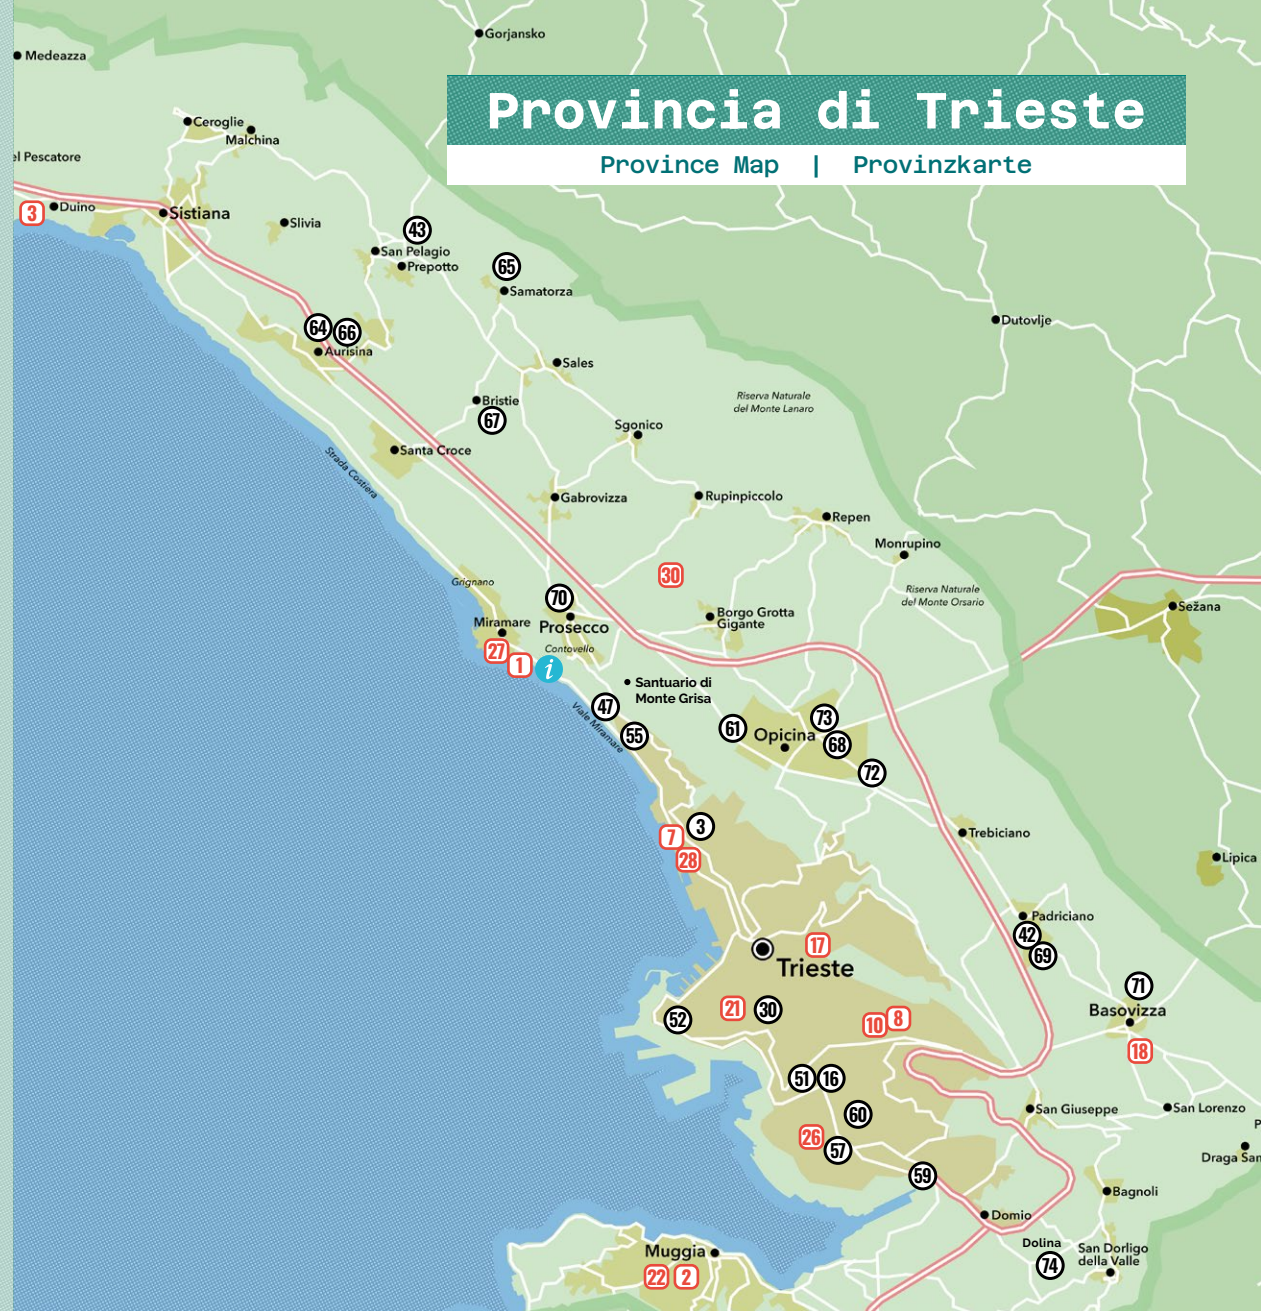 Gorjansko
Medeazza
Provincia di Trieste
Province Map | Provinzkarte
Ceroglie
Malchina
el Pescatore
3
Duino
Sistiana
Slivia
43
San Pelagio
Prepotto
65
Samatorza
64
66
Aurisina
Dutovlje
Sales
Bristie
67
Riserva Naturale
del Monte Lanaro
Sgonico
Santa Croce
Strada Costiera
Gabrovizza
Rupinpiccolo
Repen
Monrupino
30
Grignano
Riserva Naturale
del Monte Orsario
70
Sežana
Borgo Grotta
Gigante
Miramare
Prosecco
27
1
i
Contovello
Santuario di
Monte Grisa
47
Viale Miramare
55
61
73
Opicina
68
72
3
7
28
Trebiciano
Lipica
Padriciano
42
69
17
Trieste
71
Basovizza
18
21
30
52
10
8
51
16
60
San Giuseppe
San Lorenzo
P
26
57
Draga San
59
Bagnoli
Domio
Dolina
74
San Dorligo
della Valle
Muggia
22
2